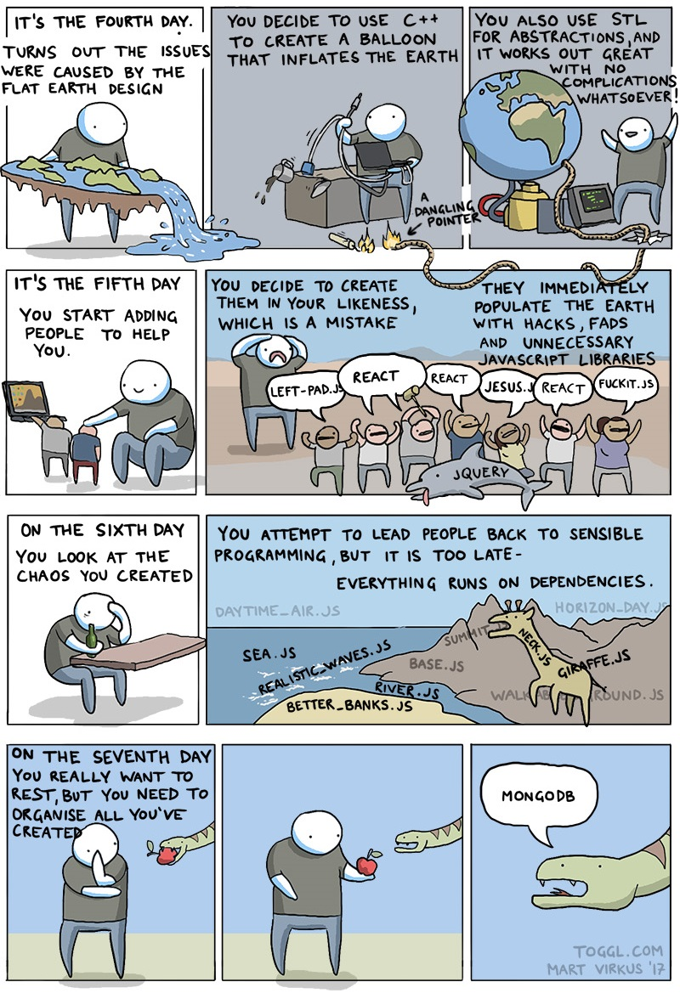 IT'S THE FOURTH DAY.
TURNS OUT THE ISSUES
WERE CAUSED BY THE
FLAT EARTH DESIGN
YOU DECIDE TO USE C++
TO CREATE A BALLOON
THAT INFLATES THE EARTH
A
DANGLING
POINTER
YOU ALSO USE STL
FOR ABSTRACTIONS, AND
IT WORKS OUT GREAT
WITH NO
COMPLICATIONS
WHATSOEVER!
IT'S THE FIFTH DAY
YOU START ADDING
PEOPLE TO HELP
YOU.
YOU DECIDE TO CREATE
THEM IN YOUR LIKENESS,
WHICH IS A MISTAKE
THEY IMMEDIATELY
POPULATE THE EARTH
WITH HACKS, FADS
AND UNNECESSARY
JAVASCRIPT LIBRARIES
LEFT-PAD.JS
REACT
REACT
JESUS.J
REACT
FUCKIT.JS
JQUERY
ON THE SIXTH DAY
YOU LOOK AT THE
CHAOS YOU CREATED
YOU ATTEMPT TO LEAD PEOPLE BACK TO SENSIBLE
PROGRAMMING, BUT IT IS TOO LATE-
EVERYTHING RUNS ON DEPENDENCIES.
DAYTIME_AIR.JS
HORIZON_DAY.JS
SUMMIT.JS
NECK.JS
GIRAFFE.JS
SEA.JS
REALISTIC_WAVES.JS
BASE.JS
RIVER.JS
BETTER_BANKS.JS
ROUND.JS
ON THE SEVENTH DAY
YOU REALLY WANT TO
REST, BUT YOU NEED TO
ORGANISE ALL YOU'VE
CREATED
MONGODB
TOGGL.COM
MART VIRKUS '17